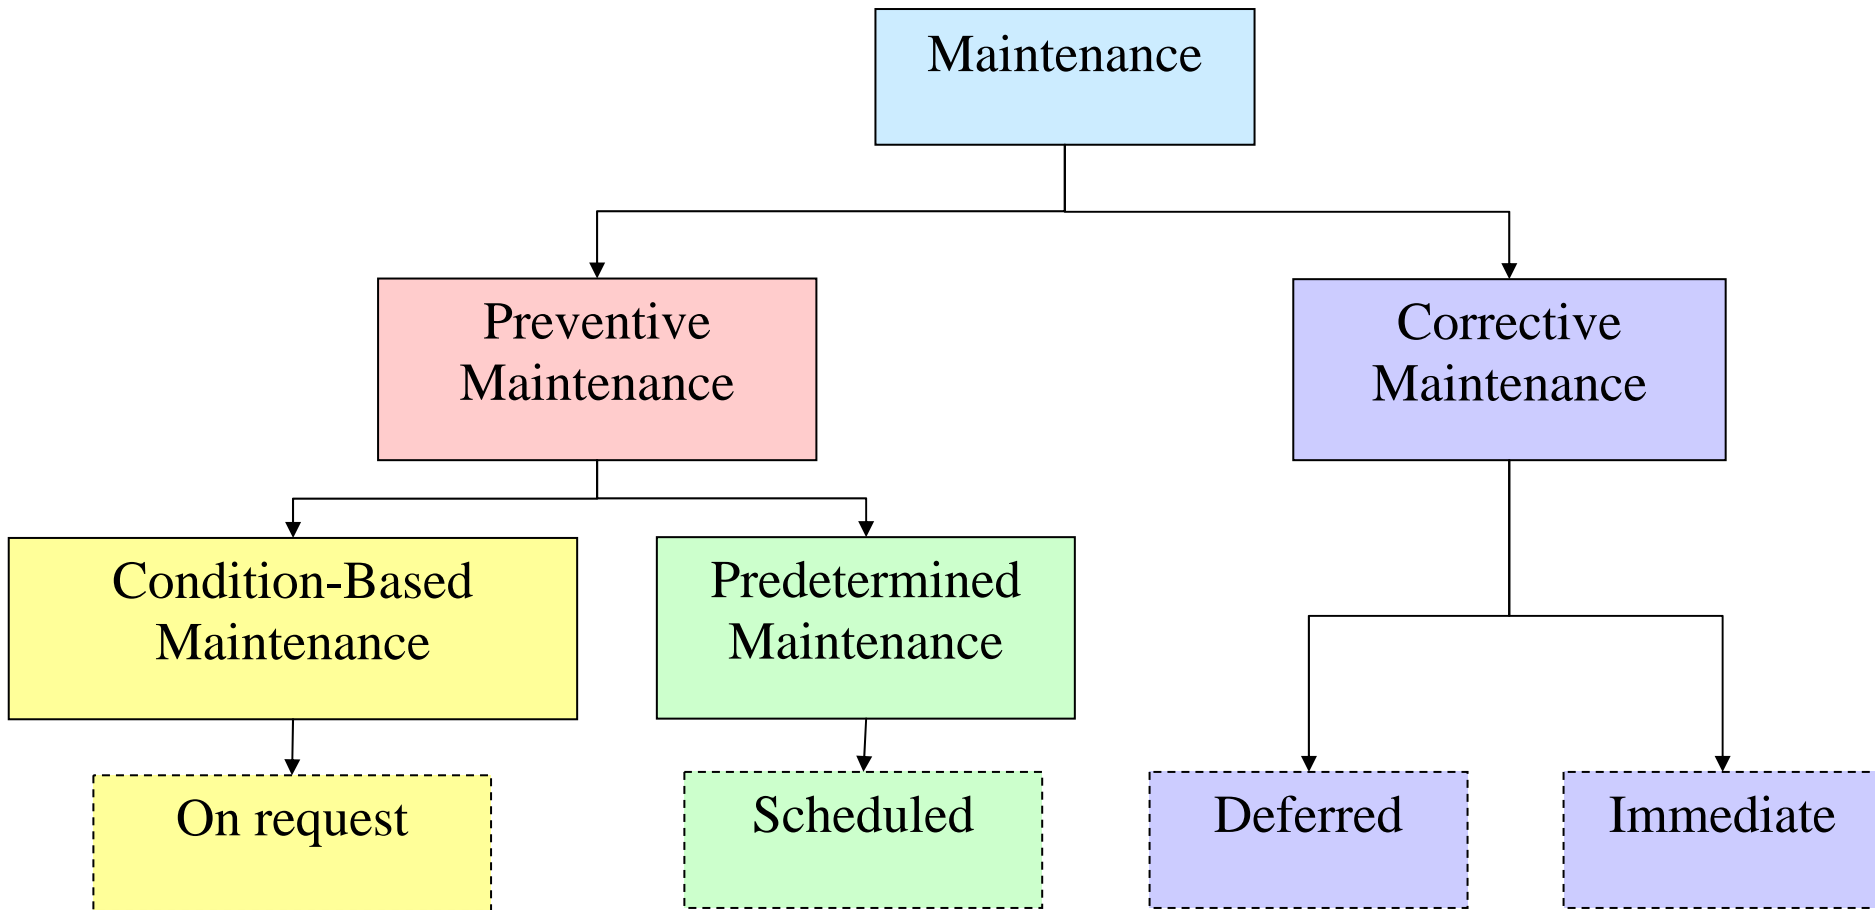 Maintenance
Preventive
Maintenance
Corrective
Maintenance
Condition-Based
Maintenance
Predetermined
Maintenance
On request
Scheduled
Deferred
Immediate